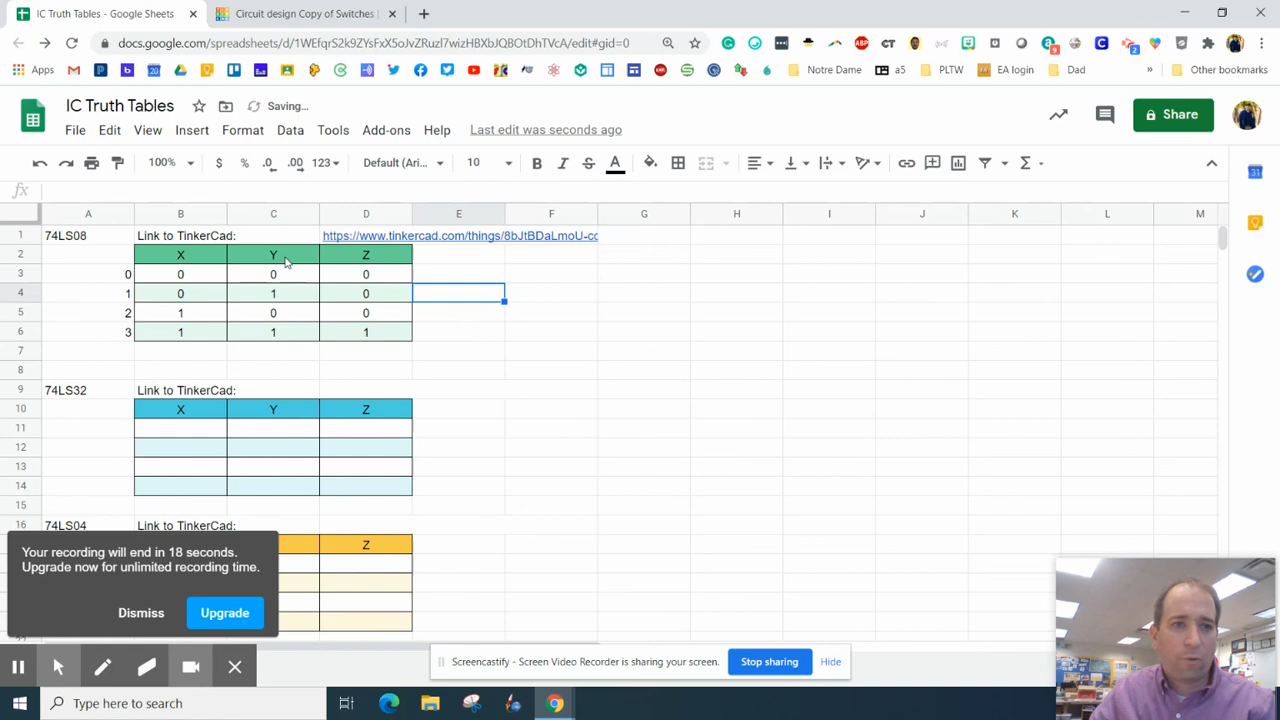 IC Truth Tables - Google Sheets
Circuit design Copy of Switches
docs.google.com/spreadsheets/d/1WEfqrS2k9ZYsFxX5oJvZbuzl7wizHBXbJQbOtDhTVcA/edit#gid=0
Apps
Notre Dame
a5
PLTW
EA login
Dad
Other bookmarks
IC Truth Tables
Saving...
File Edit View Insert Format Data Tools Add-ons Help
Last edit was seconds ago
Share
100%
$ % .0 .00 123
Default (Ari...
10
B I S A
fx
A B C D E F G H I J K L M
1 74LS08 Link to TinkerCad: https://www.tinkercad.com/things/8bJtBDaLmoU-cc
2 X Y Z
3 0 0 0 0
4 1 0 1 0
5 2 1 0 0
6 3 1 1 1
7
8
9 74LS32 Link to TinkerCad:
10 X Y Z
11
12
13
14
15
16 74LS04 Link to TinkerCad:
Z
Your recording will end in 18 seconds.
Upgrade now for unlimited recording time.
Dismiss
Upgrade
Screencastify - Screen Video Recorder is sharing your screen.
Stop sharing
Hide
Type here to search